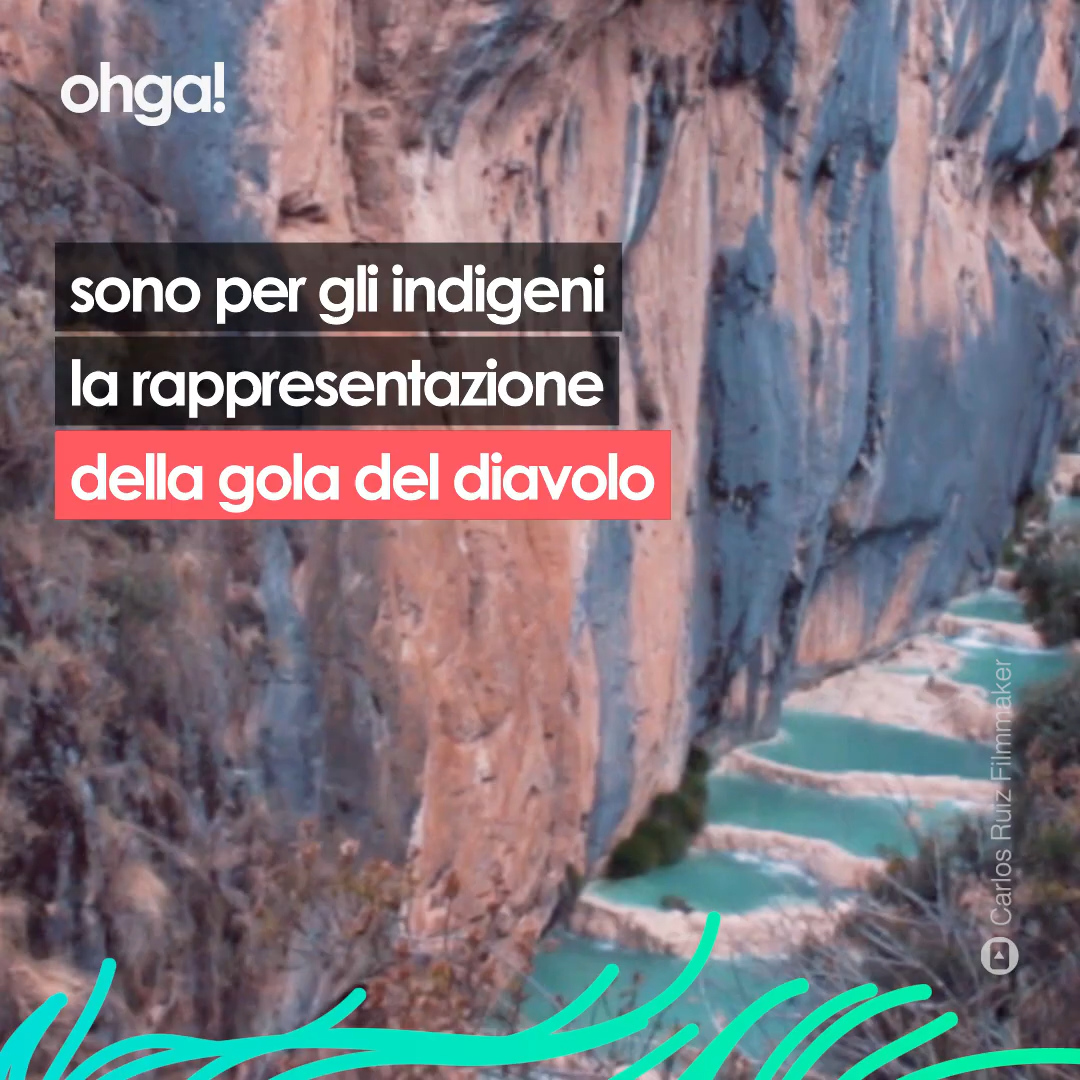 ohga!
sono per gli indigeni
la rappresentazione
della gola del diavolo
Carlos Ruiz Filmmaker